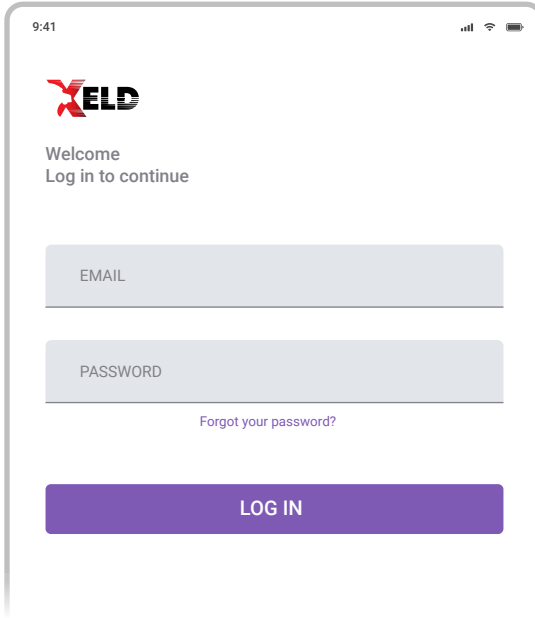 9:41
XELD
Welcome
Log in to continue
EMAIL
PASSWORD
Forgot your password?
LOG IN